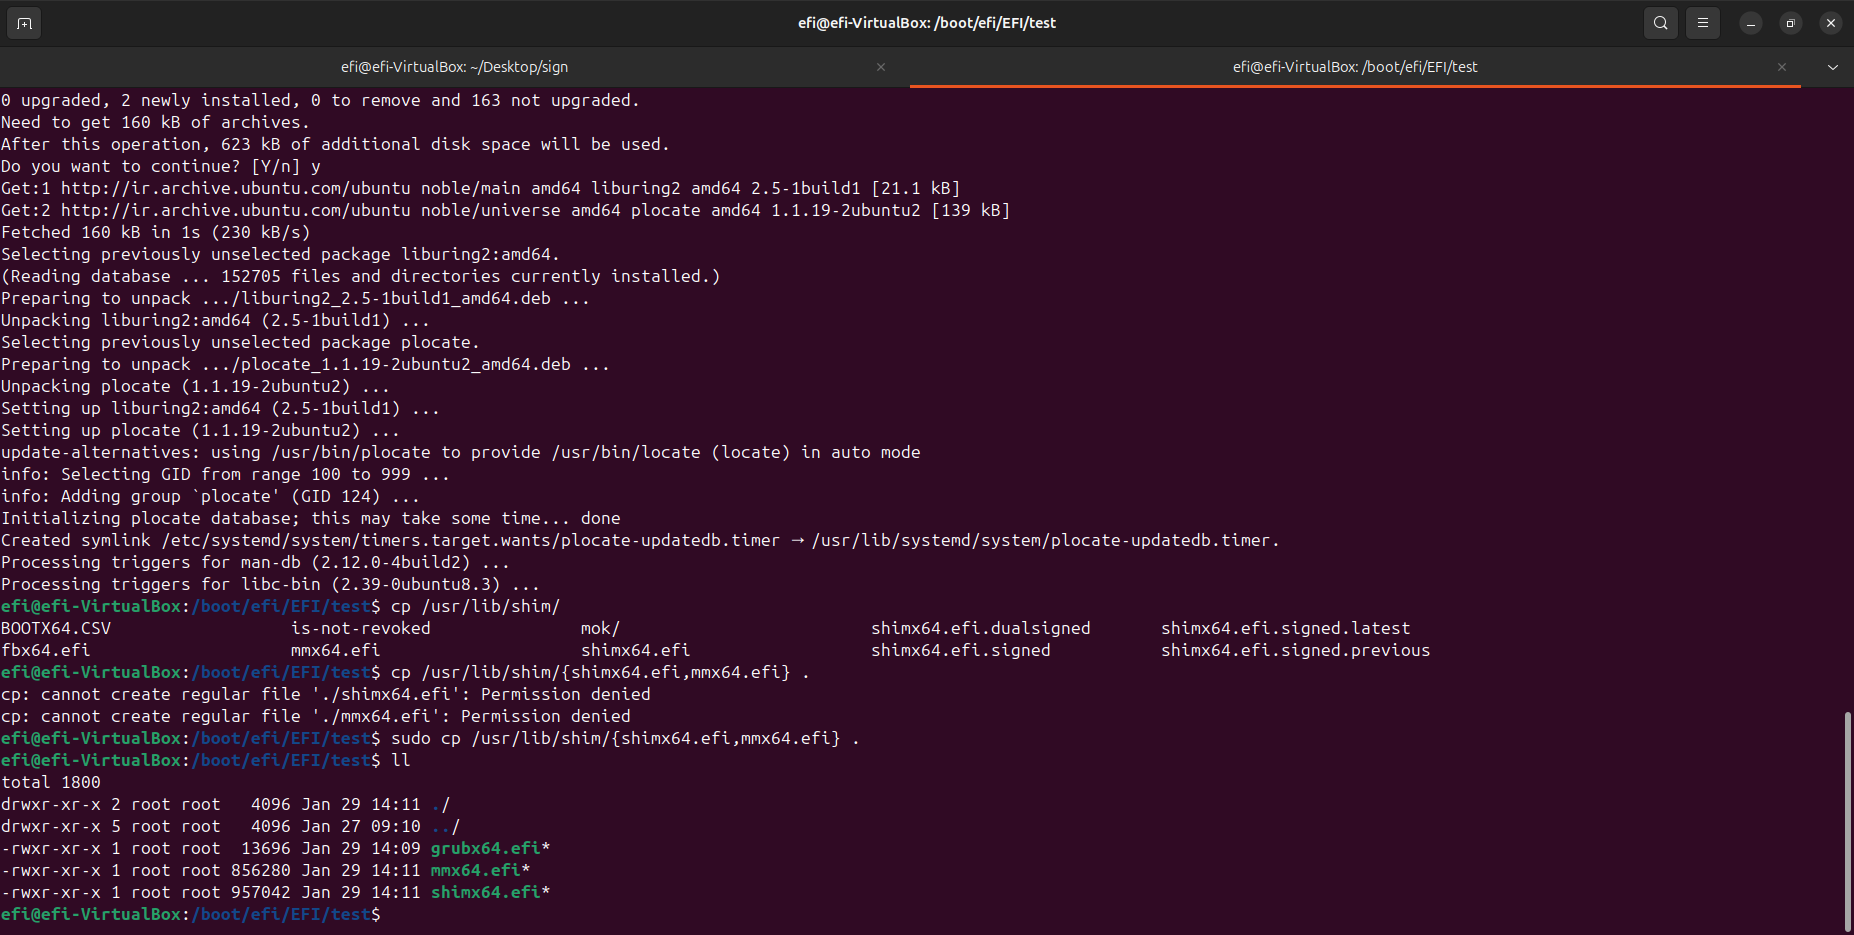 efi@efi-VirtualBox: /boot/efi/EFI/test
efi@efi-VirtualBox: ~/Desktop/sign
efi@efi-VirtualBox: /boot/efi/EFI/test
0 upgraded, 2 newly installed, 0 to remove and 163 not upgraded.
Need to get 160 kB of archives.
After this operation, 623 kB of additional disk space will be used.
Do you want to continue? [Y/n] y
Get:1 http://ir.archive.ubuntu.com/ubuntu noble/main amd64 liburing2 amd64 2.5-1build1 [21.1 kB]
Get:2 http://ir.archive.ubuntu.com/ubuntu noble/universe amd64 plocate amd64 1.1.19-2ubuntu2 [139 kB]
Fetched 160 kB in 1s (230 kB/s)
Selecting previously unselected package liburing2:amd64.
(Reading database ... 152705 files and directories currently installed.)
Preparing to unpack .../liburing2_2.5-1build1_amd64.deb ...
Unpacking liburing2:amd64 (2.5-1build1) ...
Selecting previously unselected package plocate.
Preparing to unpack .../plocate_1.1.19-2ubuntu2_amd64.deb ...
Unpacking plocate (1.1.19-2ubuntu2) ...
Setting up liburing2:amd64 (2.5-1build1) ...
Setting up plocate (1.1.19-2ubuntu2) ...
update-alternatives: using /usr/bin/plocate to provide /usr/bin/locate (locate) in auto mode
info: Selecting GID from range 100 to 999 ...
info: Adding group `plocate' (GID 124) ...
Initializing plocate database; this may take some time... done
Created symlink /etc/systemd/system/timers.target.wants/plocate-updatedb.timer → /usr/lib/systemd/system/plocate-updatedb.timer.
Processing triggers for man-db (2.12.0-4build2) ...
Processing triggers for libc-bin (2.39-0ubuntu8.3) ...
efi@efi-VirtualBox:/boot/efi/EFI/test$ cp /usr/lib/shim/
BOOTX64.CSV is-not-revoked mok/ shimx64.efi.dualsigned shimx64.efi.signed.latest
fbx64.efi mmx64.efi shimx64.efi shimx64.efi.signed shimx64.efi.signed.previous
efi@efi-VirtualBox:/boot/efi/EFI/test$ cp /usr/lib/shim/{shimx64.efi,mmx64.efi} .
cp: cannot create regular file './shimx64.efi': Permission denied
cp: cannot create regular file './mmx64.efi': Permission denied
efi@efi-VirtualBox:/boot/efi/EFI/test$ sudo cp /usr/lib/shim/{shimx64.efi,mmx64.efi} .
efi@efi-VirtualBox:/boot/efi/EFI/test$ ll
total 1800
drwxr-xr-x 2 root root   4096 Jan 29 14:11 ./
drwxr-xr-x 5 root root   4096 Jan 27 09:10 ../
-rwxr-xr-x 1 root root  13696 Jan 29 14:09 grubx64.efi*
-rwxr-xr-x 1 root root 856280 Jan 29 14:11 mmx64.efi*
-rwxr-xr-x 1 root root 957042 Jan 29 14:11 shimx64.efi*
efi@efi-VirtualBox:/boot/efi/EFI/test$